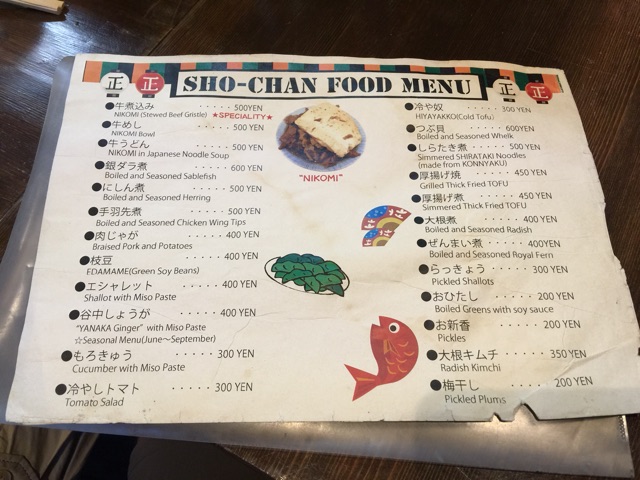 正 正 SHO-CHAN FOOD MENU 正 正
●牛煮込み ・・・・・ 500YEN
NIKOMI (Stewed Beef Gristle) ★SPECIALITY★
●牛めし ・・・・・ 500 YEN
NIKOMI Bowl
●牛うどん ・・・・・ 500 YEN
NIKOMI in Japanese Noodle Soup
●銀ダラ煮 ・・・・・ 600 YEN
Boiled and Seasoned Sablefish
●にしん煮 ・・・・・ 500 YEN
Boiled and Seasoned Herring
●手羽先煮 ・・・・・ 500 YEN
Boiled and Seasoned Chicken Wing Tips
●肉じゃが ・・・・・ 400 YEN
Braised Pork and Potatoes
●枝豆 ・・・・・ 400 YEN
EDAMAME(Green Soy Beans)
●エシャレット ・・・・・ 400 YEN
Shallot with Miso Paste
●谷中しょうが ・・・・・ 400 YEN
"YANAKA Ginger" with Miso Paste
☆Seasonal Menu(June～September)
●もろきゅう ・・・・・ 300 YEN
Cucumber with Miso Paste
●冷やしトマト ・・・・・・ 300 YEN
Tomato Salad
"NIKOMI"
●冷や奴 ・・・・・ 300 YEN
HIYAYAKKO(Cold Tofu)
●つぶ貝 ・・・・・ 600YEN
Boiled and Seasoned Whelk
●しらたき煮 ・・・・・ 500 YEN
Simmered SHIRATAKI Noodles
(made from KONNYAKU)
●厚揚げ焼 ・・・・・ 450 YEN
Grilled Thick Fried TOFU
●厚揚げ煮 ・・・・・ 450 YEN
Simmered Thick Fried TOFU
●大根煮 ・・・・・ 400 YEN
Boiled and Seasoned Radish
●ぜんまい煮 ・・・・・ 400YEN
Boiled and Seasoned Royal Fern
●らっきょう ・・・・・ 300 YEN
Pickled Shallots
●おひたし ・・・・・ 200 YEN
Boiled Greens with soy sauce
●お新香 ・・・・・ 200 YEN
Pickles
●大根キムチ ・・・・・ 350 YEN
Radish Kimchi
●梅干し ・・・・・ 200 YEN
Pickled Plums